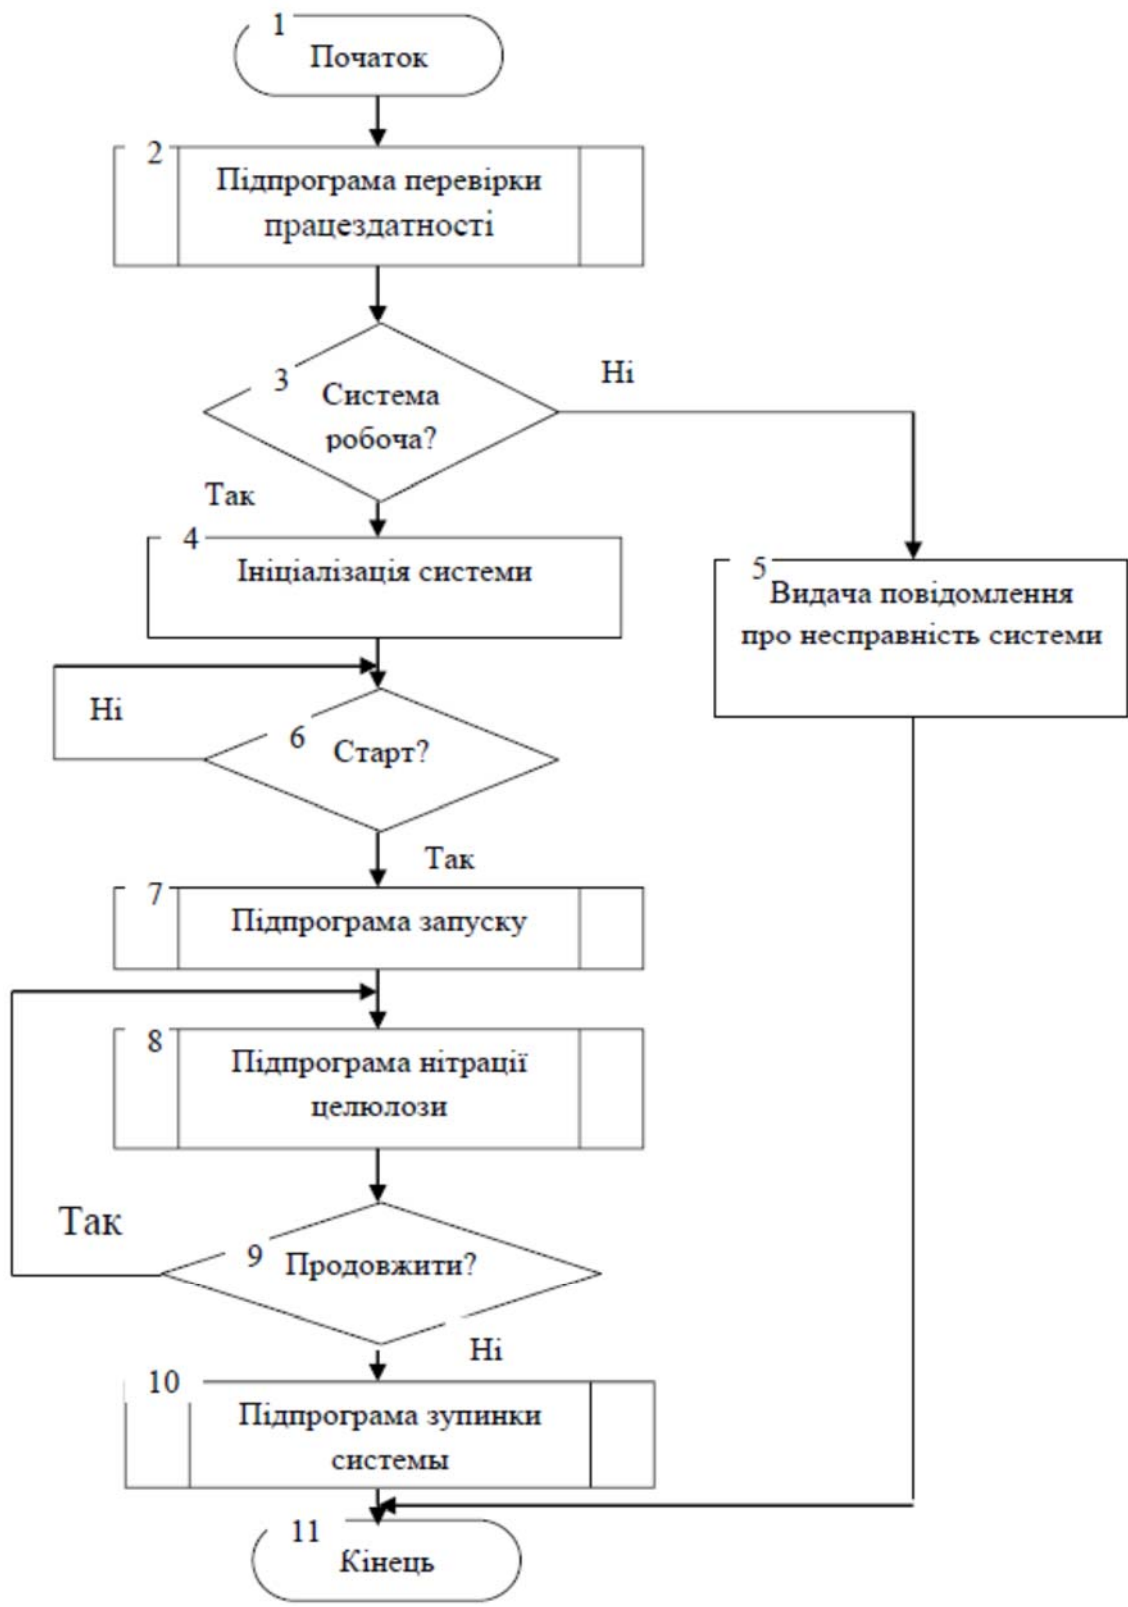 1
Початок
2
Підпрограма перевірки
працездатності
3
Система
робоча?
Ні
Так
4
Ініціалізація системи
5
Видача повідомлення
про несправність системи
Ні
6
Старт?
Так
7
Підпрограма запуску
8
Підпрограма нітрації
целюлози
Так
9
Продовжити?
Ні
10
Підпрограма зупинки
системы
11
Кінець